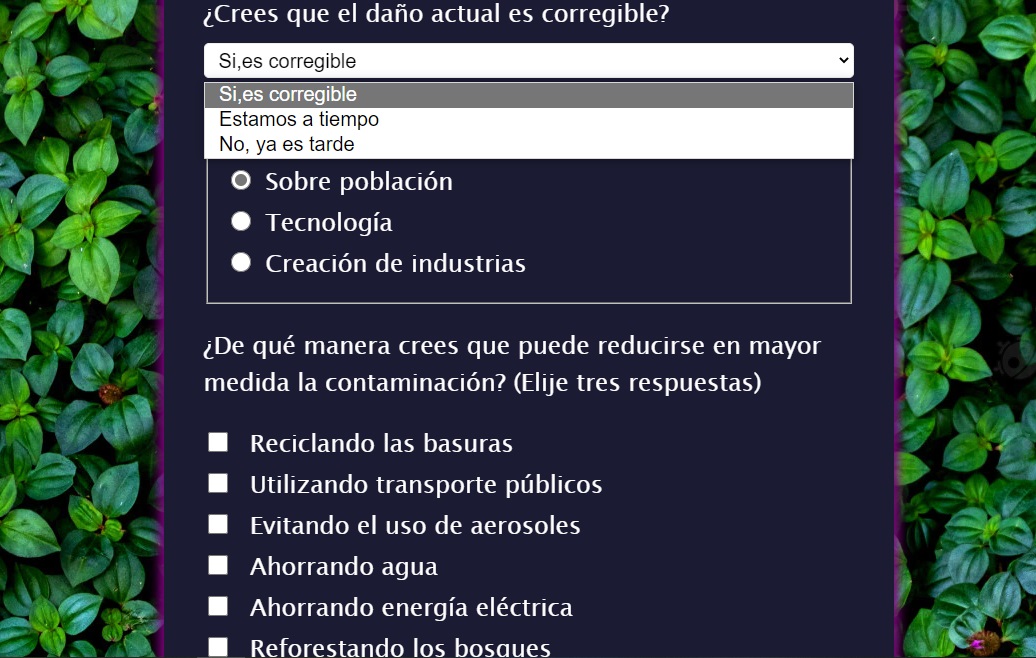 ¿Crees que el daño actual es corregible?
Si,es corregible
Si,es corregible
Estamos a tiempo
No, ya es tarde
Sobre población
Tecnología
Creación de industrias
¿De qué manera crees que puede reducirse en mayor
medida la contaminación? (Elije tres respuestas)
Reciclando las basuras
Utilizando transporte públicos
Evitando el uso de aerosoles
Ahorrando agua
Ahorrando energía eléctrica
Reforestando los bosques